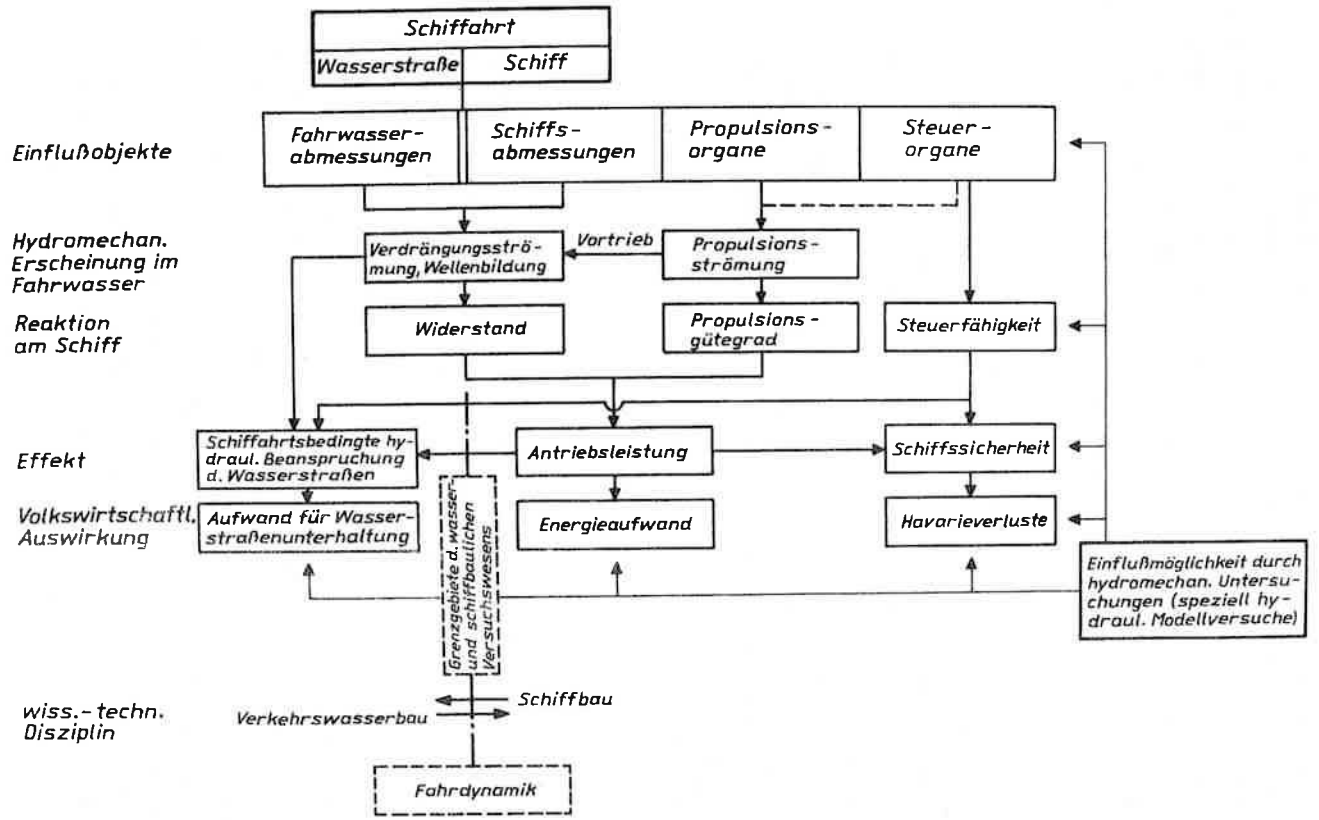 Schiffahrt
Wasserstraße
Schiff
Einflußobjekte
Fahrwasser-
abmessungen
Schiffs-
abmessungen
Propulsions-
organe
Steuer-
organe
Hydromechan.
Erscheinung im
Fahrwasser
Verdrängungsströ-
mung, Wellenbildung
Vortrieb
Propulsions-
strömung
Reaktion
am Schiff
Widerstand
Propulsions-
gütegrad
Steuerfähigkeit
Effekt
Schiffahrtsbedingte hy-
draul. Beanspruchung
d. Wasserstraßen
Antriebsleistung
Schiffssicherheit
Volkswirtschaftl.
Auswirkung
Aufwand für Wasser-
straßenunterhaltung
Energieaufwand
Havarieverluste
Grenzgebiete d. wasser-
und schiffbaulichen
Versuchswesens
Einflußmöglichkeit durch
hydromechan. Untersu-
chungen (speziell hy-
draul. Modellversuche)
wiss.-techn.
Disziplin
Schiffbau
Verkehrswasserbau
Fahrdynamik